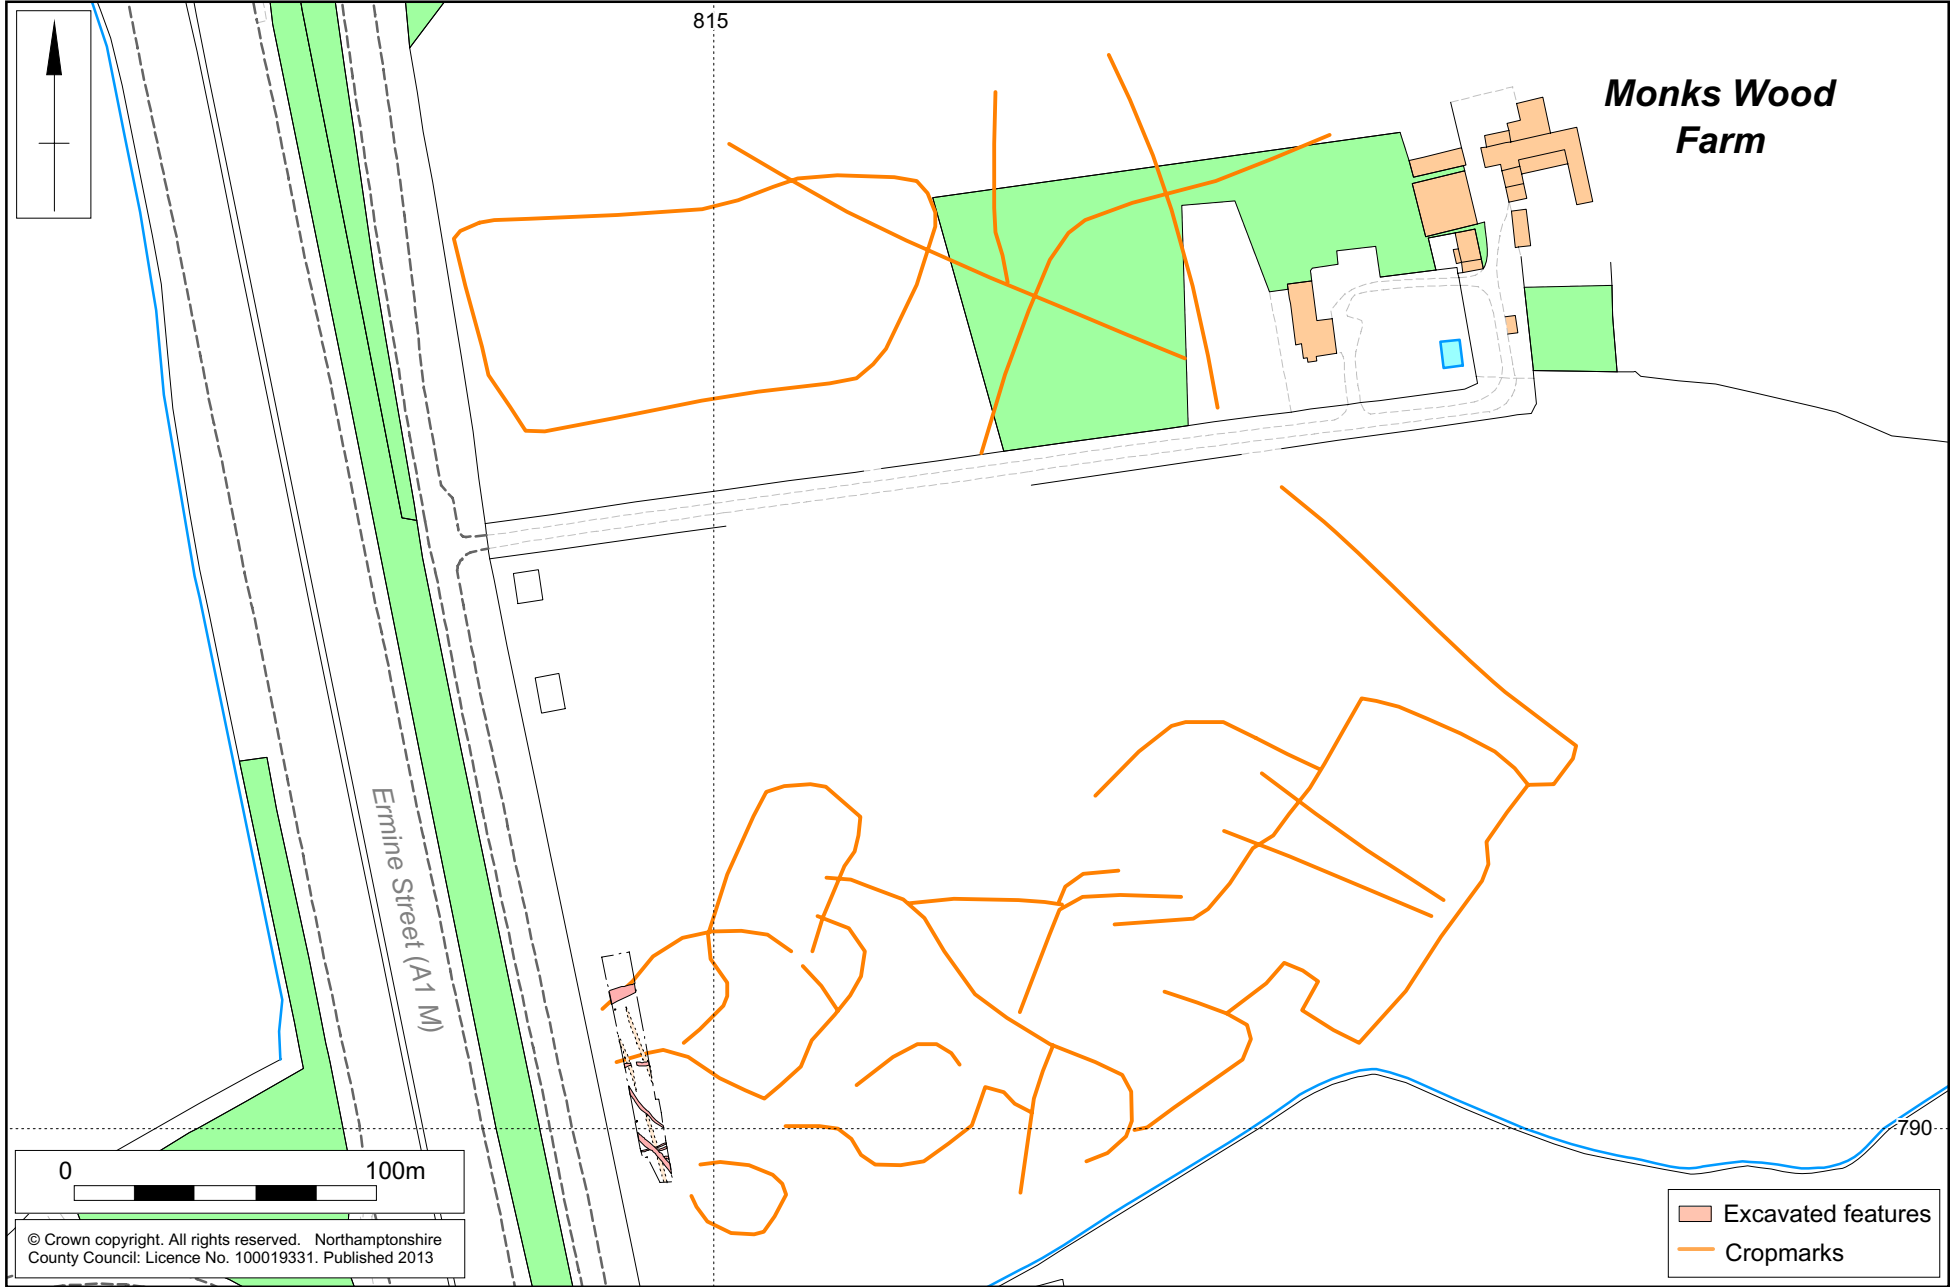 815
Monks Wood
Farm
Ermine Street (A1 M)
790
0 100m
© Crown copyright. All rights reserved. Northamptonshire
County Council: Licence No. 100019331. Published 2013
Excavated features
Cropmarks